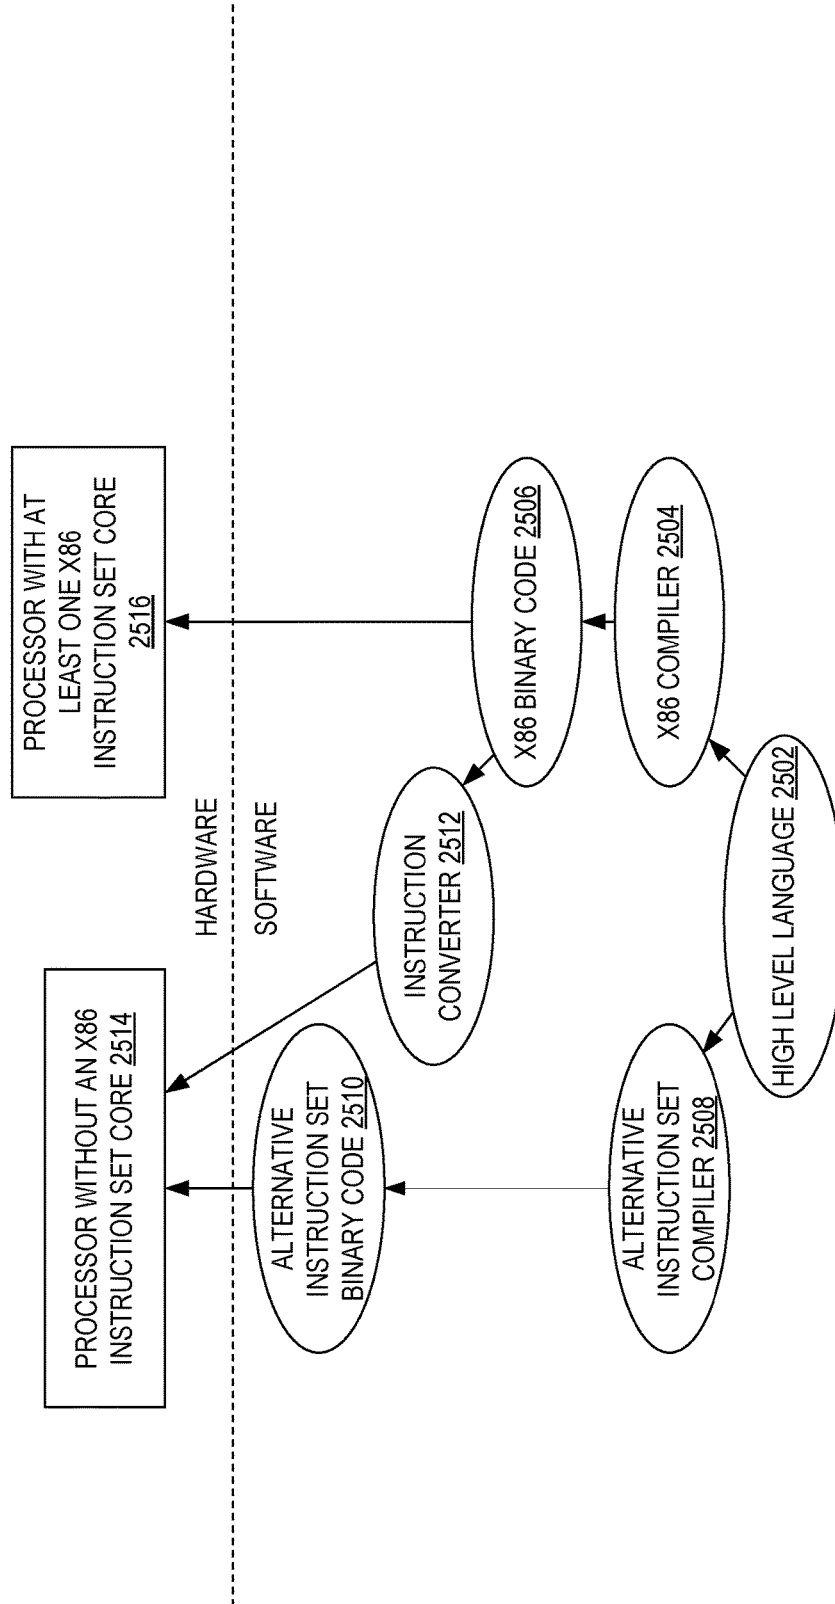 PROCESSOR WITHOUT AN X86
INSTRUCTION SET CORE 2514
PROCESSOR WITH AT
LEAST ONE X86
INSTRUCTION SET CORE
2516
HARDWARE
SOFTWARE
ALTERNATIVE
INSTRUCTION SET
BINARY CODE 2510
INSTRUCTION
CONVERTER 2512
X86 BINARY CODE 2506
ALTERNATIVE
INSTRUCTION SET
COMPILER 2508
X86 COMPILER 2504
HIGH LEVEL LANGUAGE 2502